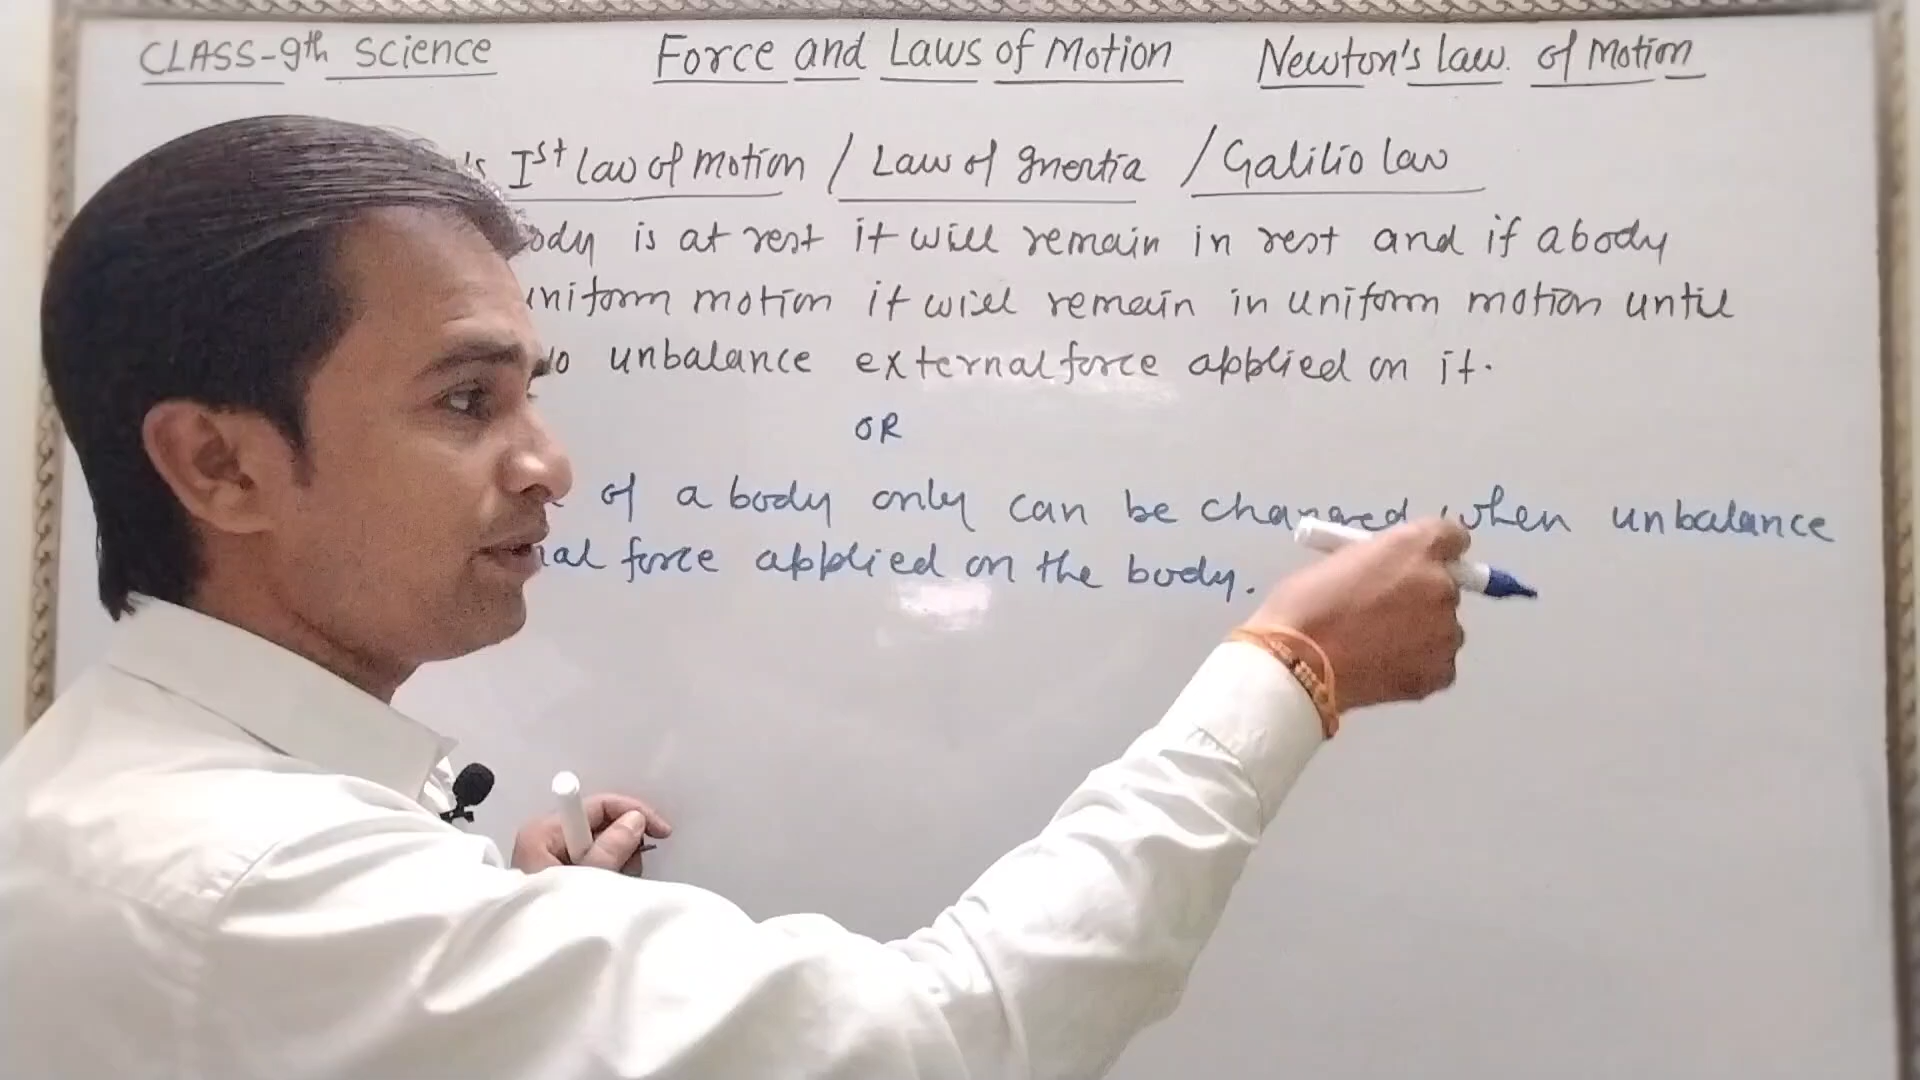 CLASS-9th Science
Force and Laws of Motion
Newton's law. of Motion
's Ist law of motion / Law of Inertia / Galilio law
ody is at rest it will remain in rest and if a body
uniform motion it will remain in uniform motion until
No unbalance external force applied on it.
OR
of a body only can be changed when unbalance
nal force applied on the body.